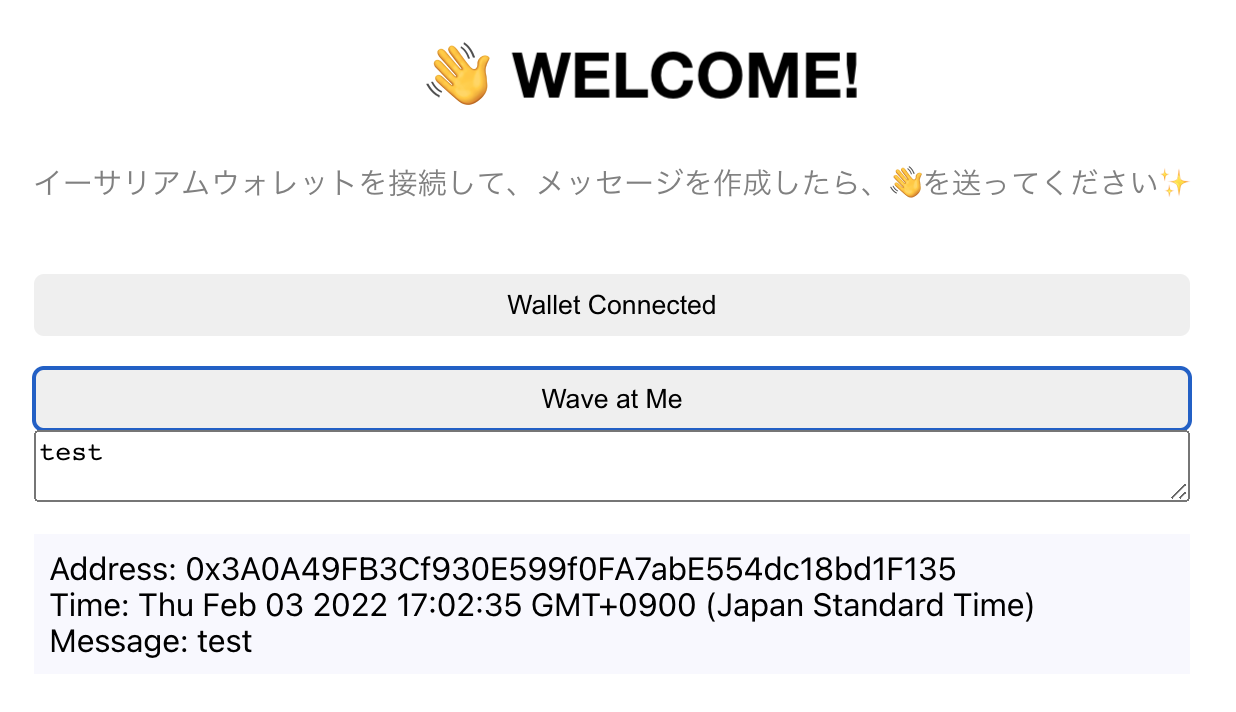 👋 WELCOME!
イーサリアムウォレットを接続して、メッセージを作成したら、👋を送ってください✨
Wallet Connected
Wave at Me
test
Address: 0x3A0A49FB3Cf930E599f0FA7abE554dc18bd1F135
Time: Thu Feb 03 2022 17:02:35 GMT+0900 (Japan Standard Time)
Message: test